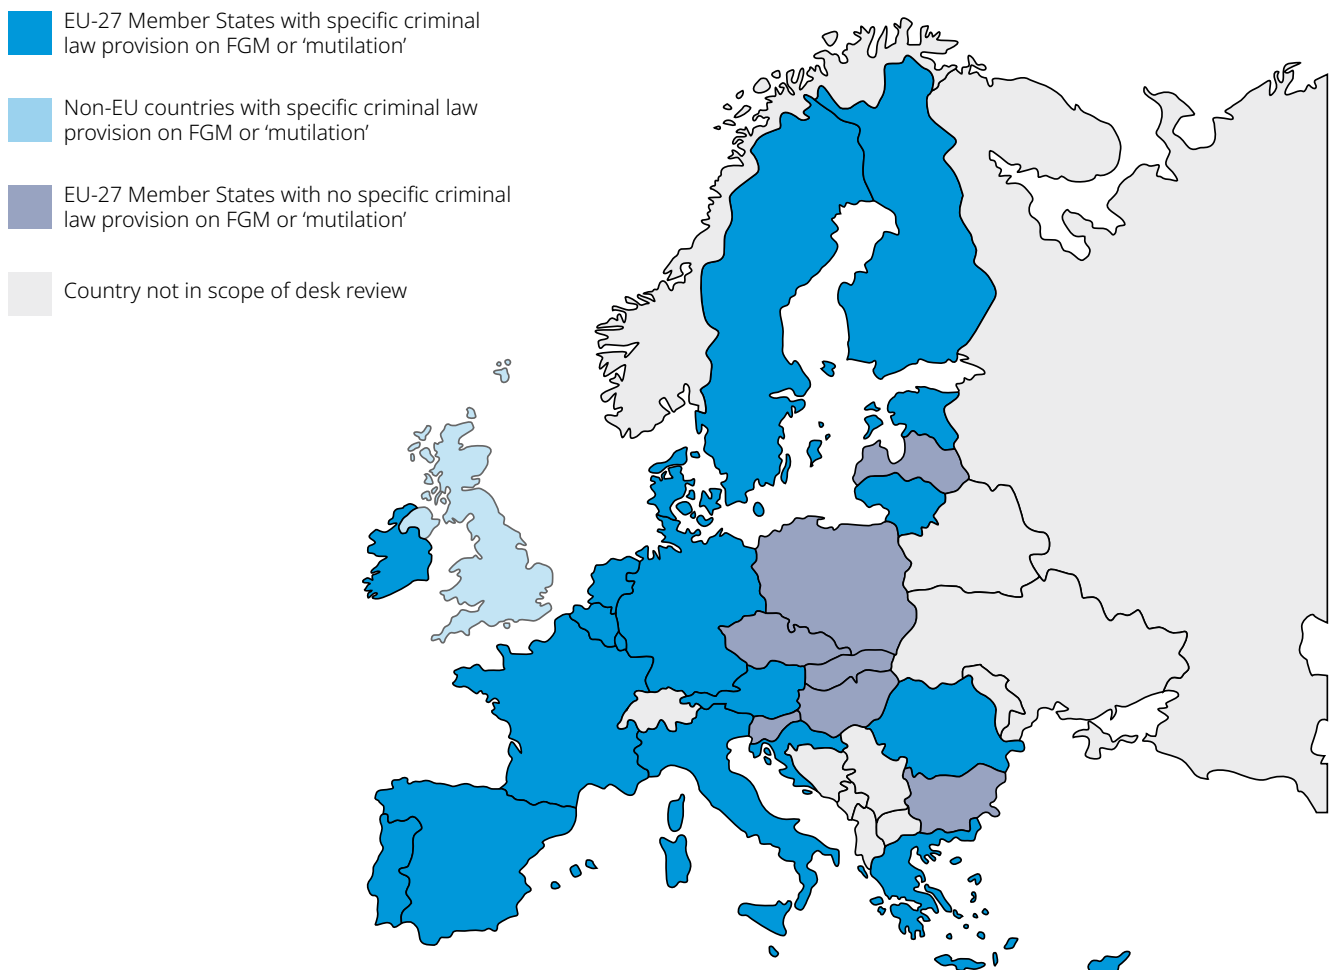 EU-27 Member States with specific criminal
law provision on FGM or ‘mutilation’
Non-EU countries with specific criminal law
provision on FGM or ‘mutilation’
EU-27 Member States with no specific criminal
law provision on FGM or ‘mutilation’
Country not in scope of desk review